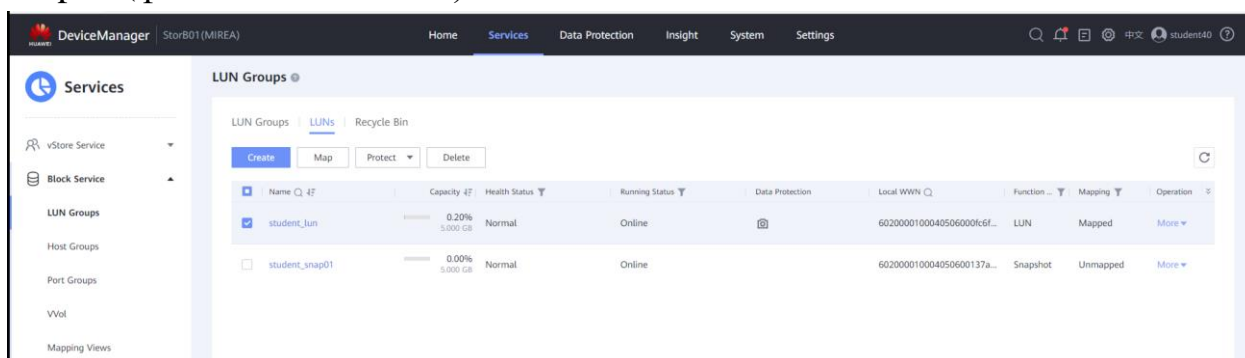 HUAWEI DeviceManager StorB01(MIREA) Home Services Data Protection Insight System Settings 中文 student40
Services
LUN Groups
LUN Groups LUNs Recycle Bin
vStore Service
Create Map Protect Delete
Block Service
Name Capacity Health Status Running Status Data Protection Local WWN Function ... Mapping Operation
LUN Groups
student_lun 0.20% 5.000 GB Normal Online LUN Mapped More
Host Groups
student_snap01 0.00% 5.000 GB Normal Online Snapshot Unmapped More
Port Groups
VVol
Mapping Views